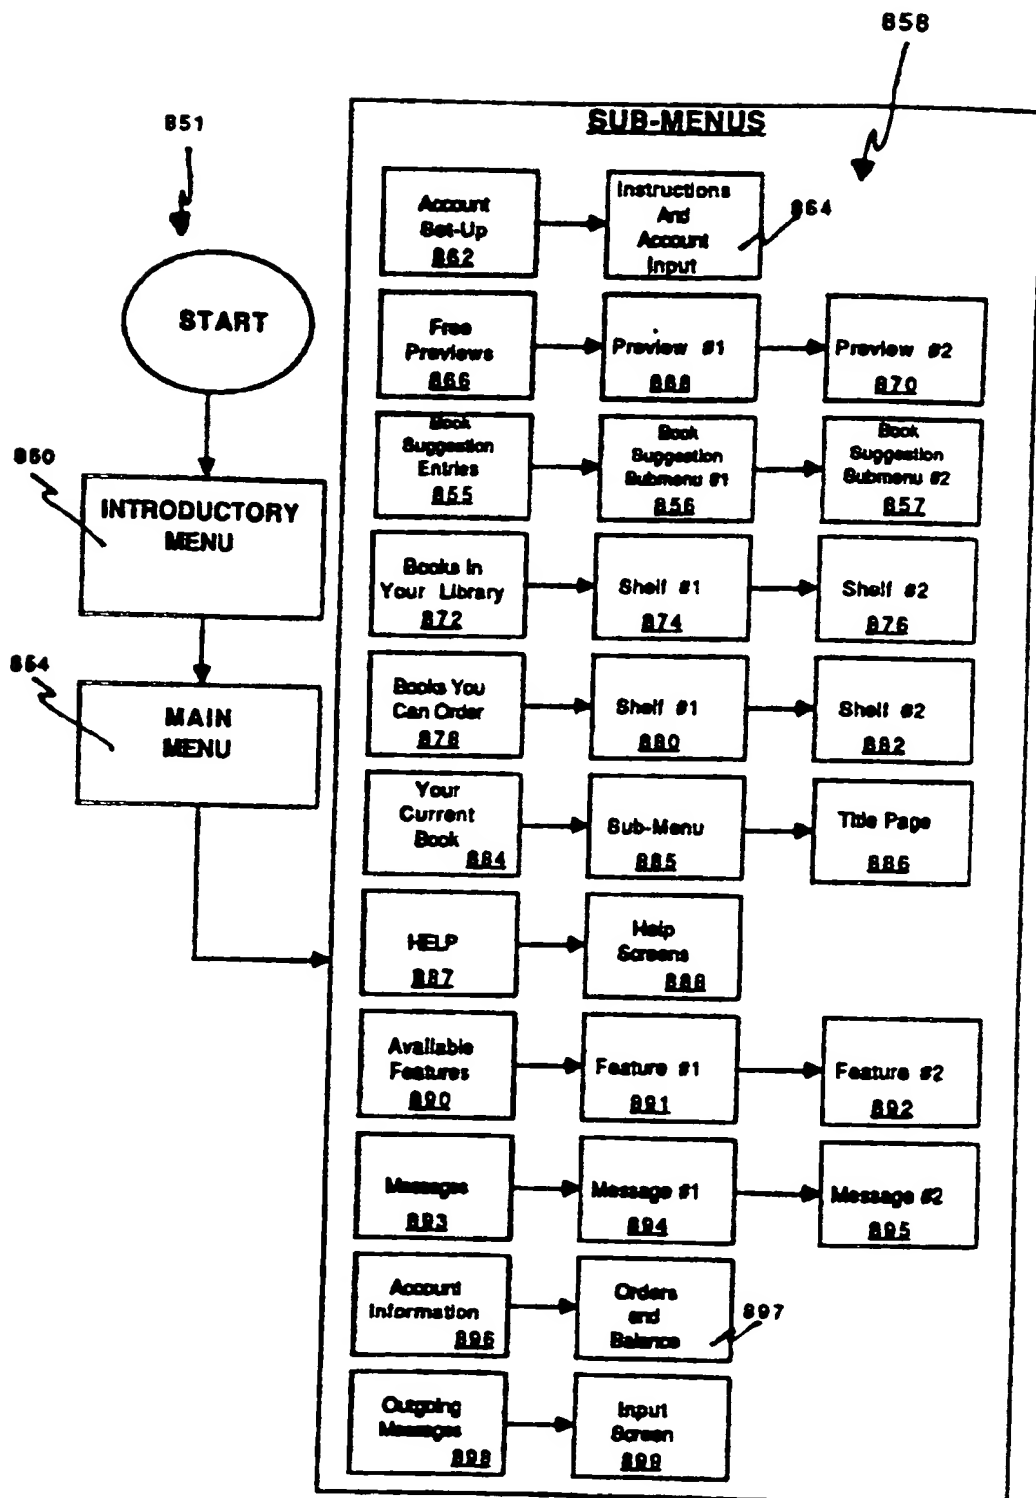 858
851
SUB-MENUS
START
850
INTRODUCTORY
MENU
854
MAIN
MENU
Account
Set-Up
862
Instructions
And
Account
Input
864
Free
Previews
866
Preview #1
868
Preview #2
870
Book
Suggestion
Entries
855
Book
Suggestion
Submenu #1
856
Book
Suggestion
Submenu #2
857
Books In
Your Library
872
Shelf #1
874
Shelf #2
876
Books You
Can Order
878
Shelf #1
880
Shelf #2
882
Your
Current
Book
884
Sub-Menu
885
Title Page
886
HELP
887
Help
Screens
888
Available
Features
890
Feature #1
891
Feature #2
892
Messages
893
Message #1
894
Message #2
895
Account
Information
896
Orders
and
Balance
897
Outgoing
Messages
898
Input
Screen
899